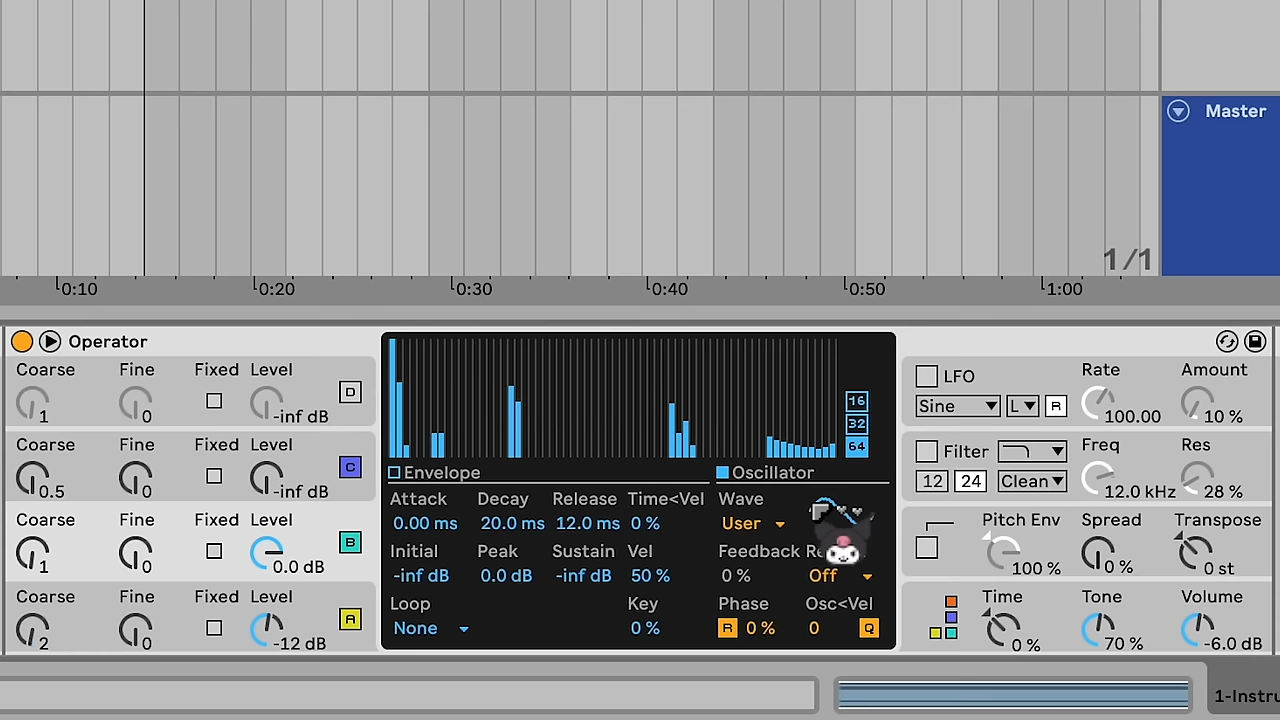 Master
1/1
0:10 0:20 0:30 0:40 0:50 1:00
Operator
Coarse Fine Fixed Level
1 0 -inf dB D
Coarse Fine Fixed Level
0.5 0 -inf dB C
Coarse Fine Fixed Level
1 0 0.0 dB B
Coarse Fine Fixed Level
2 0 -12 dB A
16
32
64
Envelope Oscillator
Attack Decay Release Time<Vel Wave
0.00 ms 20.0 ms 12.0 ms 0 % User
Initial Peak Sustain Vel Feedback
-inf dB 0.0 dB -inf dB 50 % 0 % Off
Loop Key Phase Osc<Vel
None 0 % R 0 % 0 Q
LFO Rate Amount
Sine L R 100.00 10 %
Filter Freq Res
12 24 Clean 12.0 kHz 28 %
Pitch Env Spread Transpose
100 % 0 % 0 st
Time Tone Volume
0 % 70 % -6.0 dB